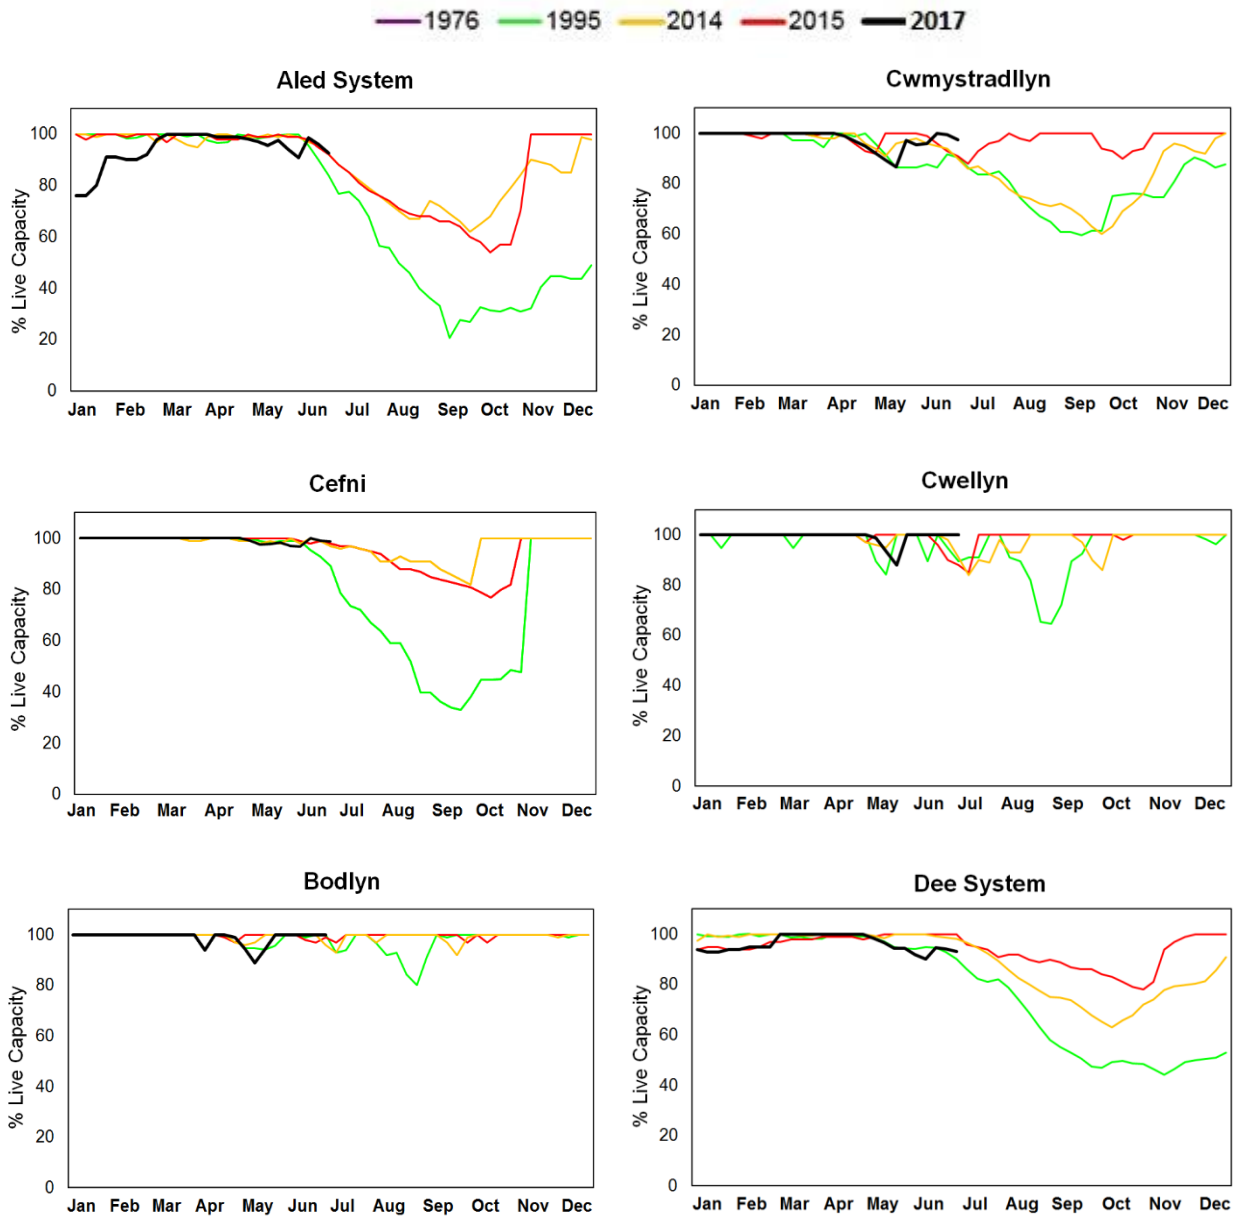 1976 1995 2014 2015 2017
Aled System
% Live Capacity
100
80
60
40
20
0
Jan Feb Mar Apr May Jun Jul Aug Sep Oct Nov Dec
Cwmystradllyn
% Live Capacity
100
80
60
40
20
0
Jan Feb Mar Apr May Jun Jul Aug Sep Oct Nov Dec
Cefni
% Live Capacity
100
80
60
40
20
0
Jan Feb Mar Apr May Jun Jul Aug Sep Oct Nov Dec
Cwellyn
% Live Capacity
100
80
60
40
20
0
Jan Feb Mar Apr May Jun Jul Aug Sep Oct Nov Dec
Bodlyn
% Live Capacity
100
80
60
40
20
0
Jan Feb Mar Apr May Jun Jul Aug Sep Oct Nov Dec
Dee System
% Live Capacity
100
80
60
40
20
0
Jan Feb Mar Apr May Jun Jul Aug Sep Oct Nov Dec